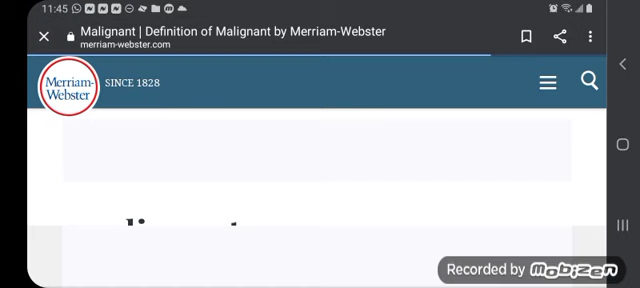 11:45
Malignant | Definition of Malignant by Merriam-Webster
merriam-webster.com
Merriam-
Webster
SINCE 1828
Recorded by
Mobizen